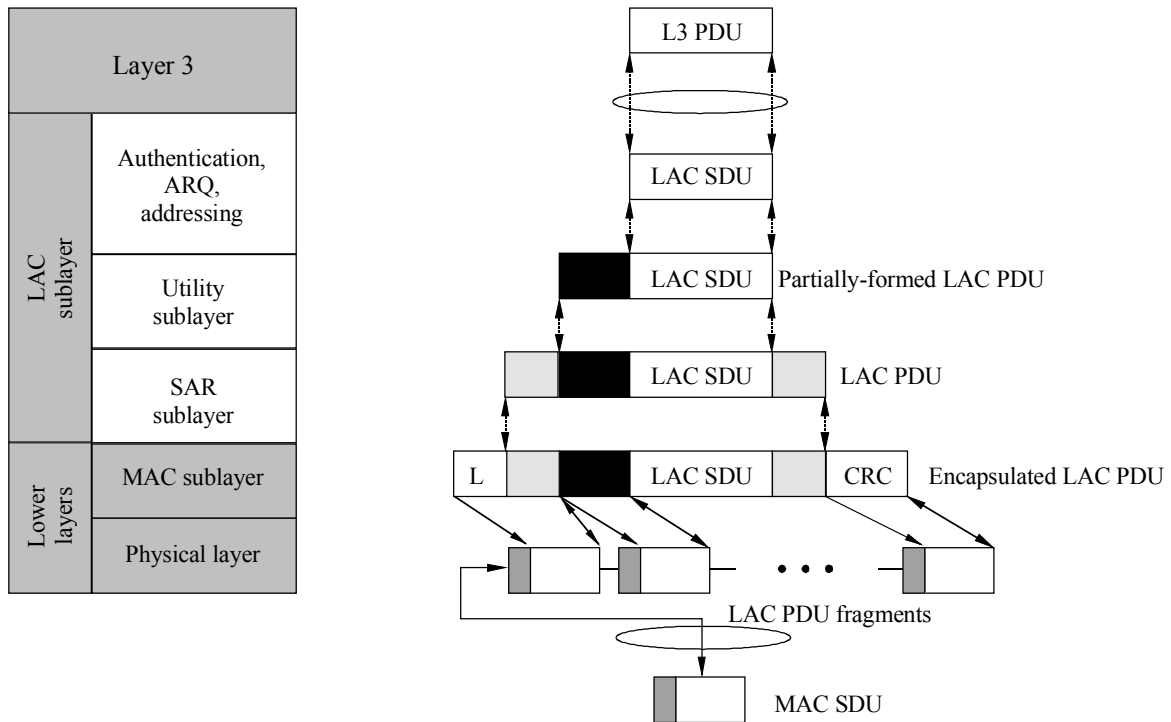 Layer 3
LAC
sublayer
Authentication,
ARQ,
addressing
Utility
sublayer
SAR
sublayer
Lower
layers
MAC sublayer
Physical layer
L3 PDU
LAC SDU
LAC SDU
Partially-formed LAC PDU
LAC SDU
LAC PDU
L
LAC SDU
CRC
Encapsulated LAC PDU
LAC PDU fragments
MAC SDU